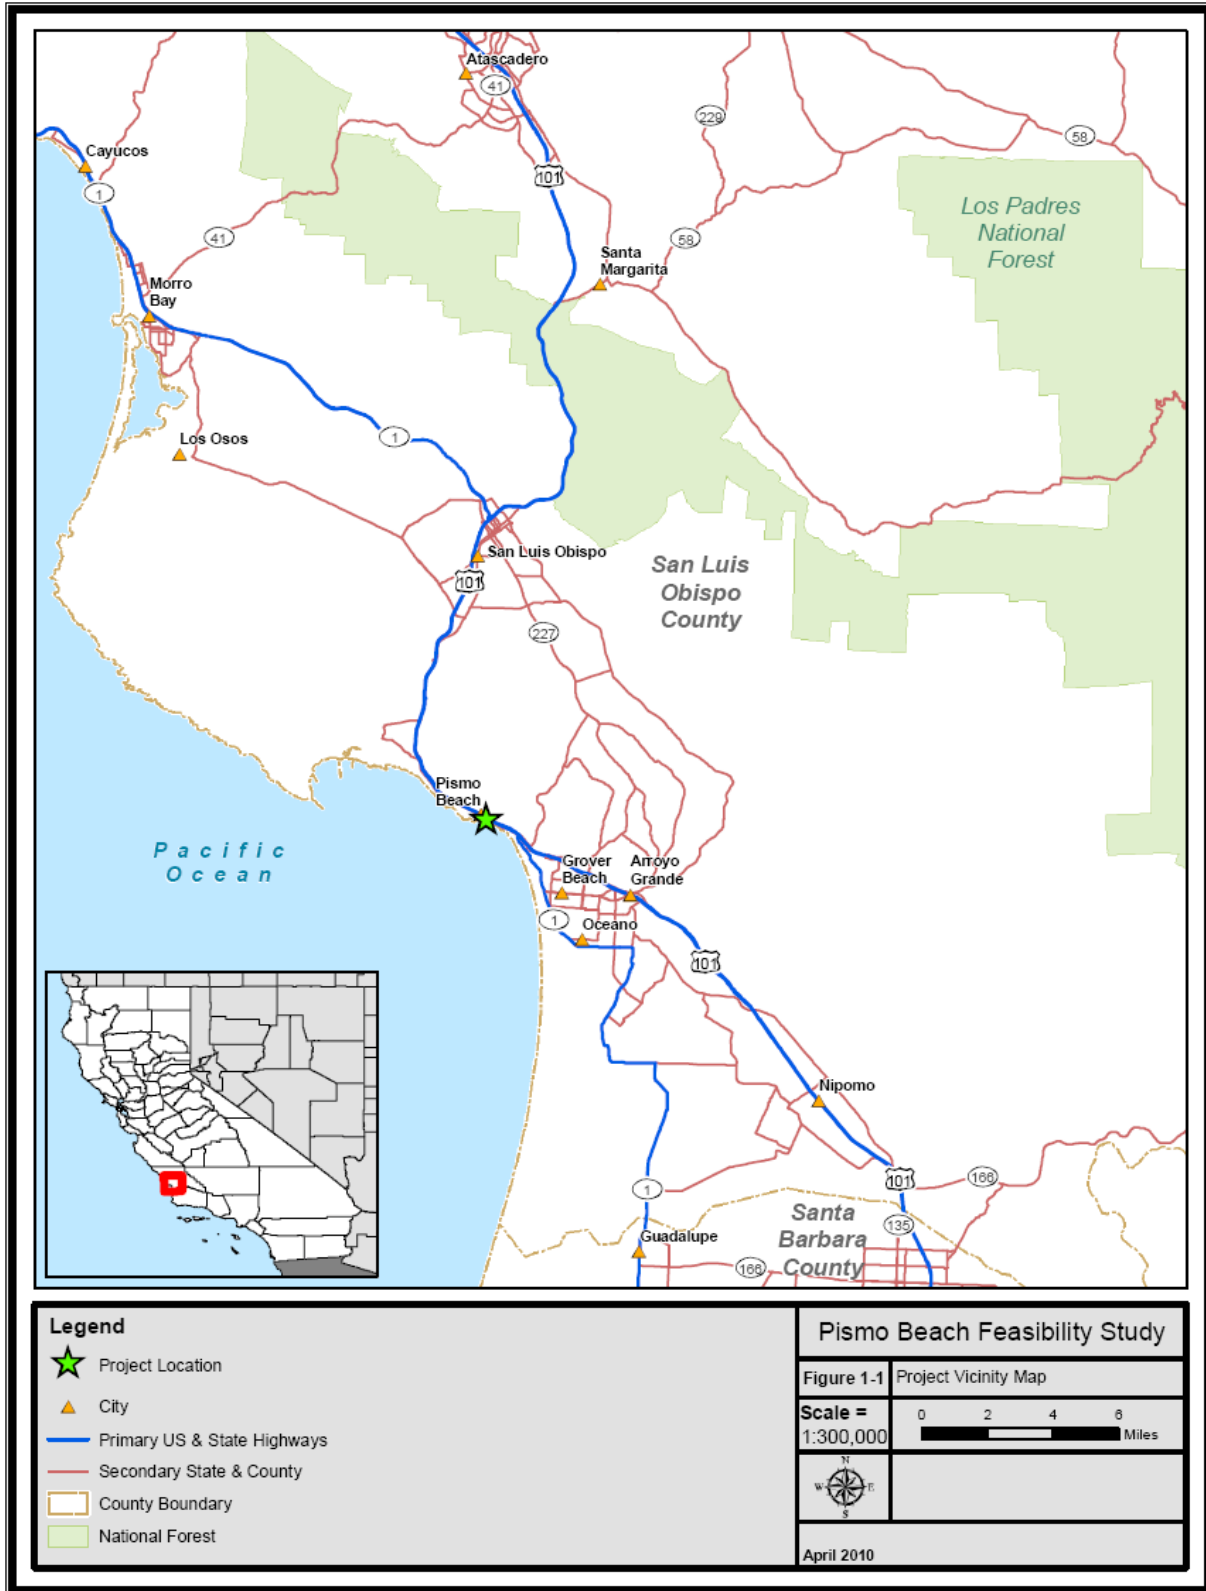 Atascadero
41
229
58
Cayucos
1
101
Los Padres
National
Forest
41
58
Santa
Margarita
Morro
Bay
1
Los Osos
San Luis Obispo
101
San Luis
Obispo
County
227
Pismo
Beach
Pacific
Ocean
Grover
Beach
Arroyo
Grande
1
Oceano
101
Nipomo
101
166
1
Santa
Barbara
County
135
Guadalupe
166
Legend
Project Location
City
Primary US & State Highways
Secondary State & County
County Boundary
National Forest
Pismo Beach Feasibility Study
Figure 1-1
Project Vicinity Map
Scale =
1:300,000
0 2 4 6
Miles
N
W E
S
April 2010